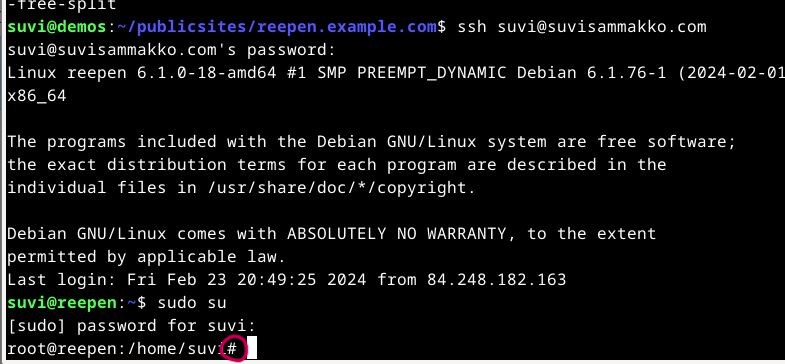 -free-split
suvi@demos:~/publicsites/reepen.example.com$ ssh suvi@suvisammakko.com
suvi@suvisammakko.com's password:
Linux reepen 6.1.0-18-amd64 #1 SMP PREEMPT_DYNAMIC Debian 6.1.76-1 (2024-02-01
x86_64
The programs included with the Debian GNU/Linux system are free software;
the exact distribution terms for each program are described in the
individual files in /usr/share/doc/*/copyright.
Debian GNU/Linux comes with ABSOLUTELY NO WARRANTY, to the extent
permitted by applicable law.
Last login: Fri Feb 23 20:49:25 2024 from 84.248.182.163
suvi@reepen:~$ sudo su
[sudo] password for suvi:
root@reepen:/home/suvi#